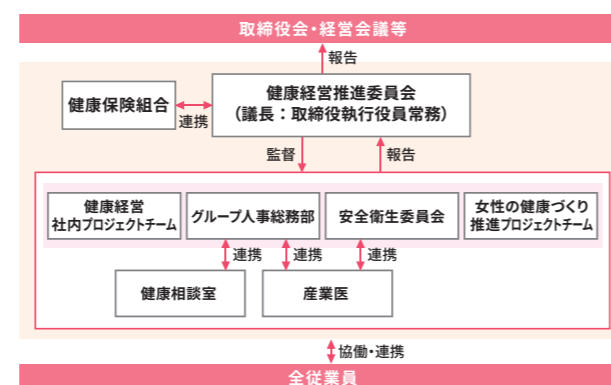 取締役会・経営会議等
報告
健康保険組合
連携
健康経営推進委員会
（議長：取締役執行役員常務）
監督
報告
健康経営
社内プロジェクトチーム
グループ人事総務部
安全衛生委員会
女性の健康づくり
推進プロジェクトチーム
連携
連携
連携
健康相談室
産業医
協働・連携
全従業員